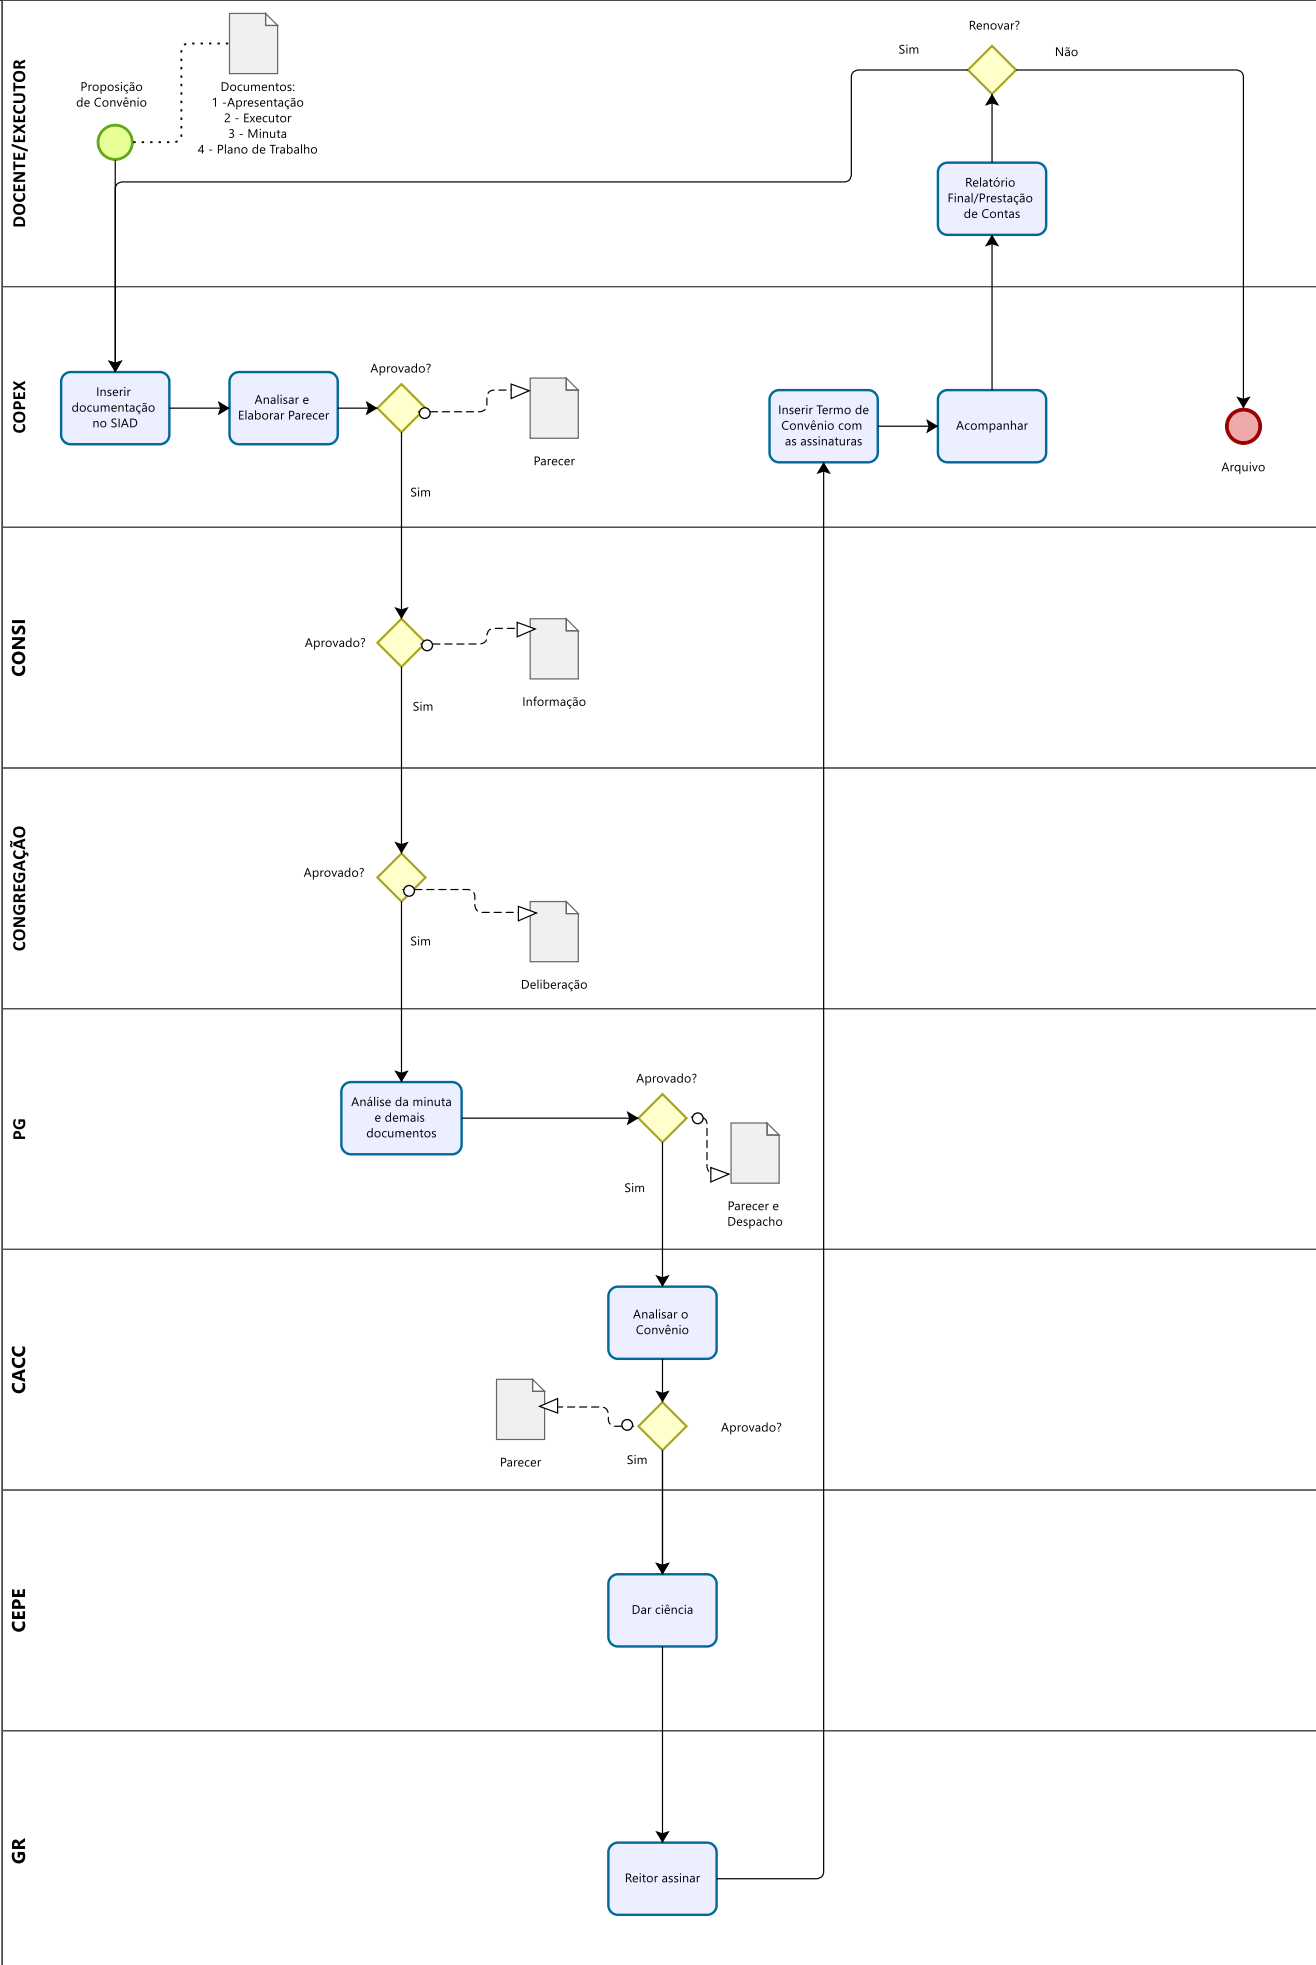 DOCENTE/EXECUTOR
Proposição
de Convênio
Documentos:
1 -Apresentação
2 - Executor
3 - Minuta
4 - Plano de Trabalho
Renovar?
Sim
Não
Relatório
Final/Prestação
de Contas
COPEX
Inserir
documentação
no SIAD
Analisar e
Elaborar Parecer
Aprovado?
Parecer
Sim
Inserir Termo de
Convênio com
as assinaturas
Acompanhar
Arquivo
CONSI
Aprovado?
Informação
Sim
CONGREGAÇÃO
Aprovado?
Sim
Deliberação
PG
Análise da minuta
e demais
documentos
Aprovado?
Sim
Parecer e
Despacho
CACC
Analisar o
Convênio
Aprovado?
Parecer
Sim
CEPE
Dar ciência
GR
Reitor assinar